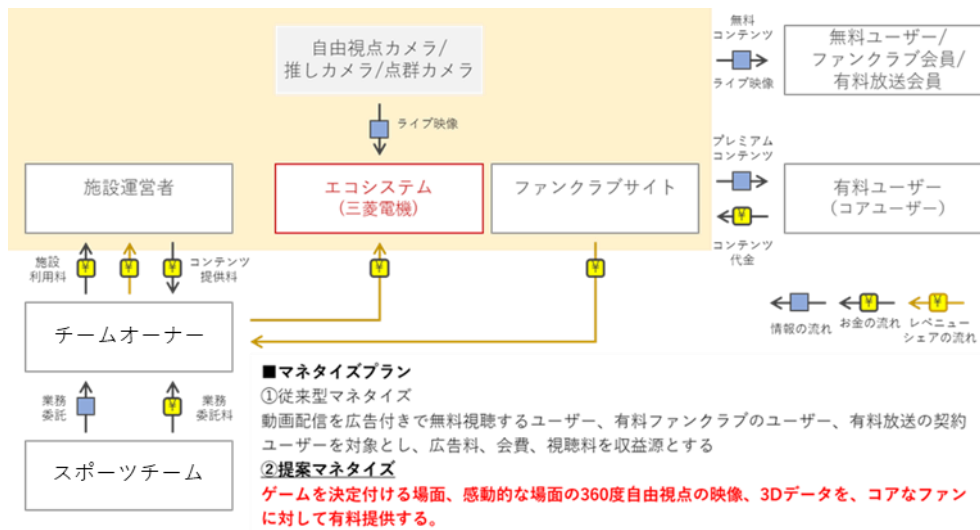 自由視点カメラ/
推しカメラ/点群カメラ
ライブ映像
無料
コンテンツ
ライブ映像
無料ユーザー/
ファンクラブ会員/
有料放送会員
施設運営者
エコシステム
(三菱電機)
ファンクラブサイト
プレミアム
コンテンツ
¥
コンテンツ
代金
有料ユーザー
(コアユーザー)
施設
利用料
¥
¥
¥
コンテンツ
提供料
¥
¥
チームオーナー
情報の流れ
¥
お金の流れ
¥
レベニュー
シェアの流れ
業務
委託
¥
業務
委託料
スポーツチーム
■マネタイズプラン
①従来型マネタイズ
動画配信を広告付きで無料視聴するユーザー、有料ファンクラブのユーザー、有料放送の契約
ユーザーを対象とし、広告料、会費、視聴料を収益源とする
②提案マネタイズ
ゲームを決定付ける場面、感動的な場面の360度自由視点の映像、3Dデータを、コアなファン
に対して有料提供する。